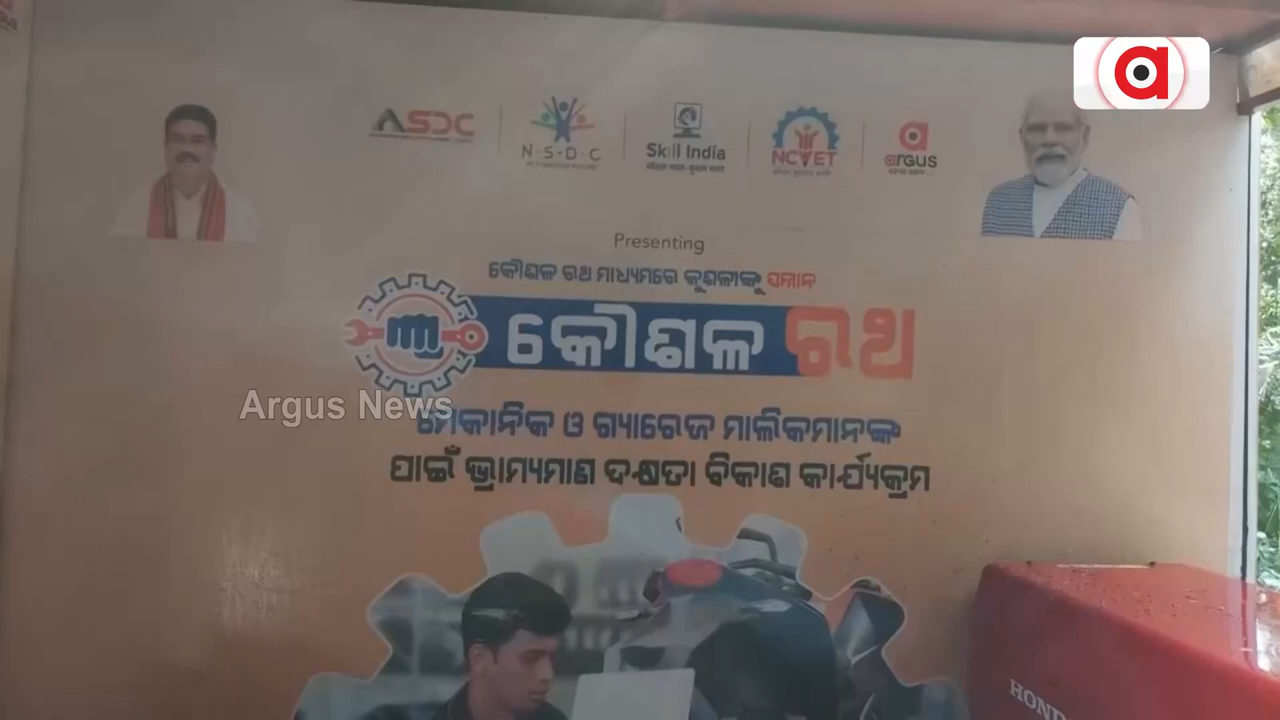 ASDC
N·S·D·C
Skill India
NCVET
argus
Presenting
କୌଶଳ ରଥ ମାଧ୍ୟମରେ କୁଶଳୀଙ୍କୁ ସମ୍ମାନ
କୌଶଳ ରଥ
Argus News
ମେକାନିକ ଓ ଗ୍ୟାରେଜ ମାଲିକମାନଙ୍କ
ପାଇଁ ଭ୍ରାମ୍ୟମାଣ ଦକ୍ଷତା ବିକାଶ କାର୍ଯ୍ୟକ୍ରମ
HOND